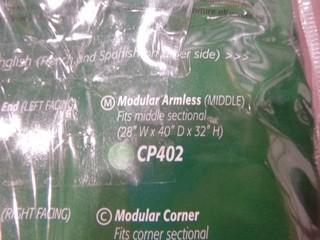 English (French and Spanish on other side) >>>
End (LEFT FACING)
M Modular Armless (MIDDLE)
Fits middle sectional
(28" W x 40" D x 32" H)
CP402
(RIGHT FACING)
C Modular Corner
Fits corner sectional